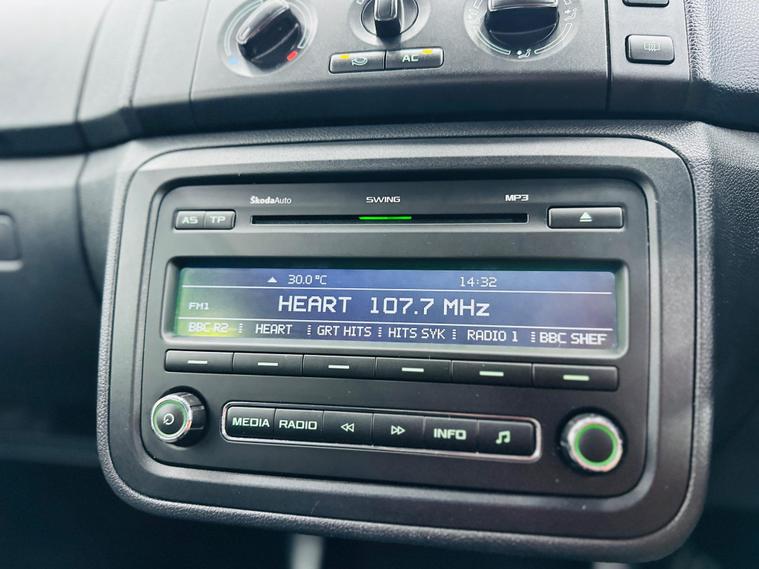 AC
ŠkodaAuto SWING MP3
AS TP
30.0°C 14:32
FM1 HEART 107.7 MHz
BBC R2 HEART GRT HITS HITS SYK RADIO 1 BBC SHEF
MEDIA RADIO INFO